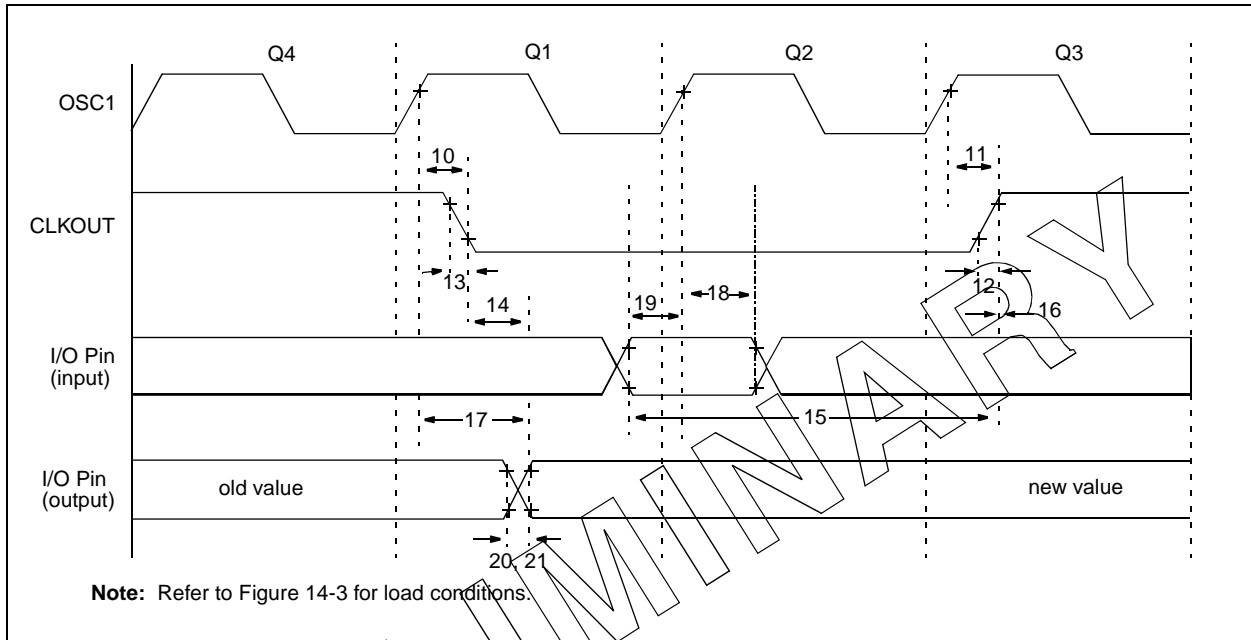 Q4 Q1 Q2 Q3
OSC1
10 11
CLKOUT
13 12
14 19 18 16
I/O Pin
(input)
17 15
I/O Pin
(output)
old value new value
20, 21
Note: Refer to Figure 14-3 for load conditions.
IMINARY